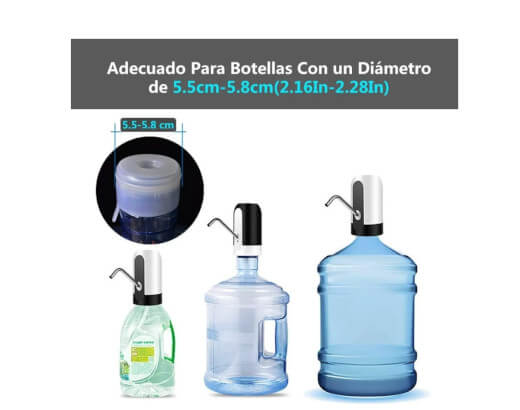 Adecuado Para Botellas Con un Diámetro
de 5.5cm-5.8cm(2.16In-2.28In)
5.5-5.8 cm